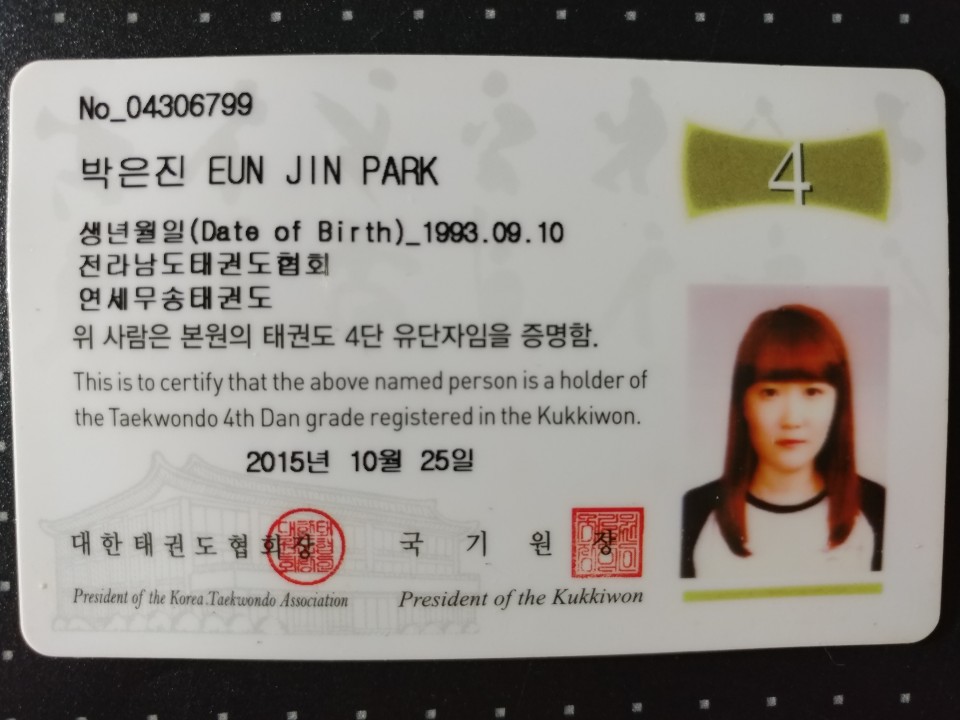 No_04306799
4
박은진 EUN JIN PARK
생년월일(Date of Birth)_1993.09.10
전라남도태권도협회
연세무송태권도
위 사람은 본원의 태권도 4단 유단자임을 증명함.
This is to certify that the above named person is a holder of
the Taekwondo 4th Dan grade registered in the Kukkiwon.
2015년 10월 25일
대한태권도협회장 국 기 원 장
President of the Korea Taekwondo Association President of the Kukkiwon